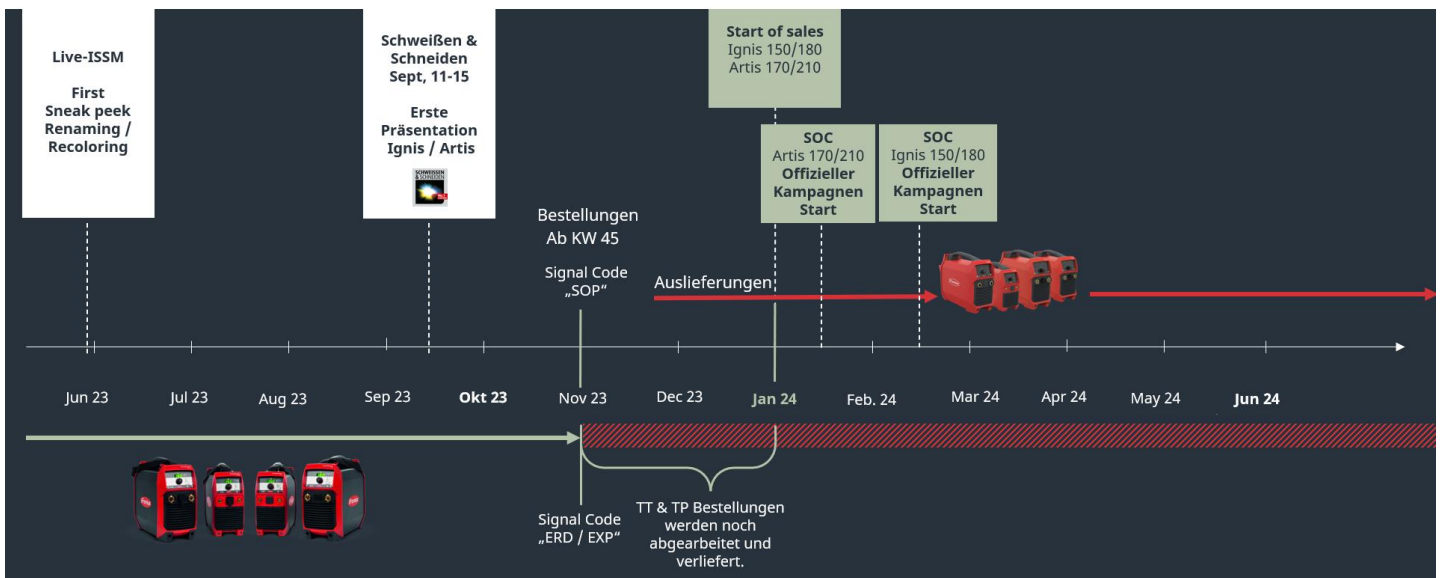 Live-ISSM
First
Sneak peek
Renaming /
Recoloring
Schweißen &
Schneiden
Sept, 11-15
Erste
Präsentation
Ignis / Artis
SCHWEISSEN
& SCHNEIDEN
Start of sales
Ignis 150/180
Artis 170/210
SOC
Artis 170/210
Offizieller
Kampagnen
Start
SOC
Ignis 150/180
Offizieller
Kampagnen
Start
Bestellungen
Ab KW 45
Signal Code
„SOP“
Auslieferungen
Jun 23
Jul 23
Aug 23
Sep 23
Okt 23
Nov 23
Dec 23
Jan 24
Feb. 24
Mar 24
Apr 24
May 24
Jun 24
Signal Code
„ERD / EXP“
TT & TP Bestellungen
werden noch
abgearbeitet und
verliefert.